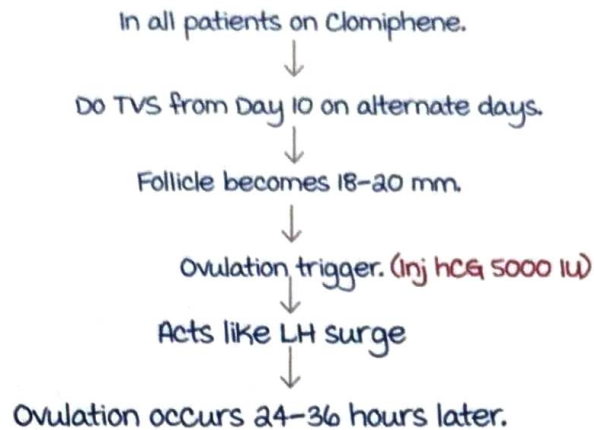 In all patients on Clomiphene.
Do TVS from Day 10 on alternate days.
Follicle becomes 18-20 mm.
Ovulation trigger. (Inj hCG 5000 IU)
Acts like LH surge
Ovulation occurs 24-36 hours later.